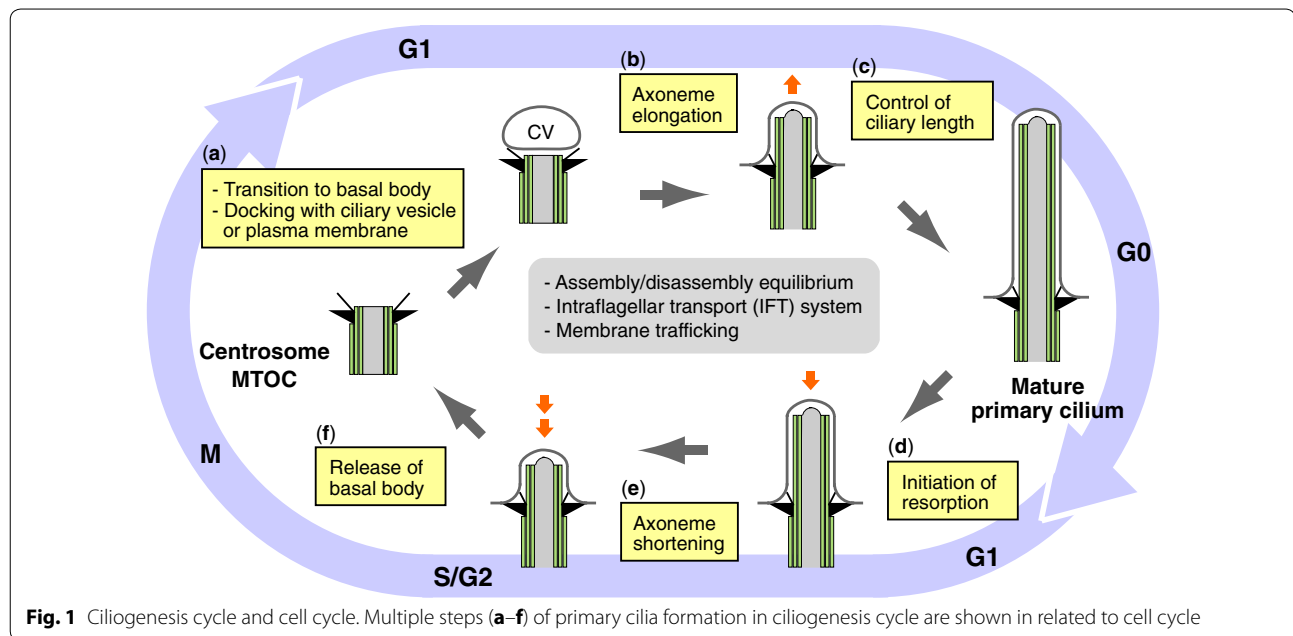 G1
(a)
- Transition to basal body
- Docking with ciliary vesicle
or plasma membrane
CV
(b)
Axoneme
elongation
(c)
Control of
ciliary length
G0
Mature
primary cilium
- Assembly/disassembly equilibrium
- Intraflagellar transport (IFT) system
- Membrane trafficking
Centrosome
MTOC
(d)
Initiation of
resorption
G1
(e)
Axoneme
shortening
S/G2
(f)
Release of
basal body
M
Fig. 1 Ciliogenesis cycle and cell cycle. Multiple steps (a–f) of primary cilia formation in ciliogenesis cycle are shown in related to cell cycle